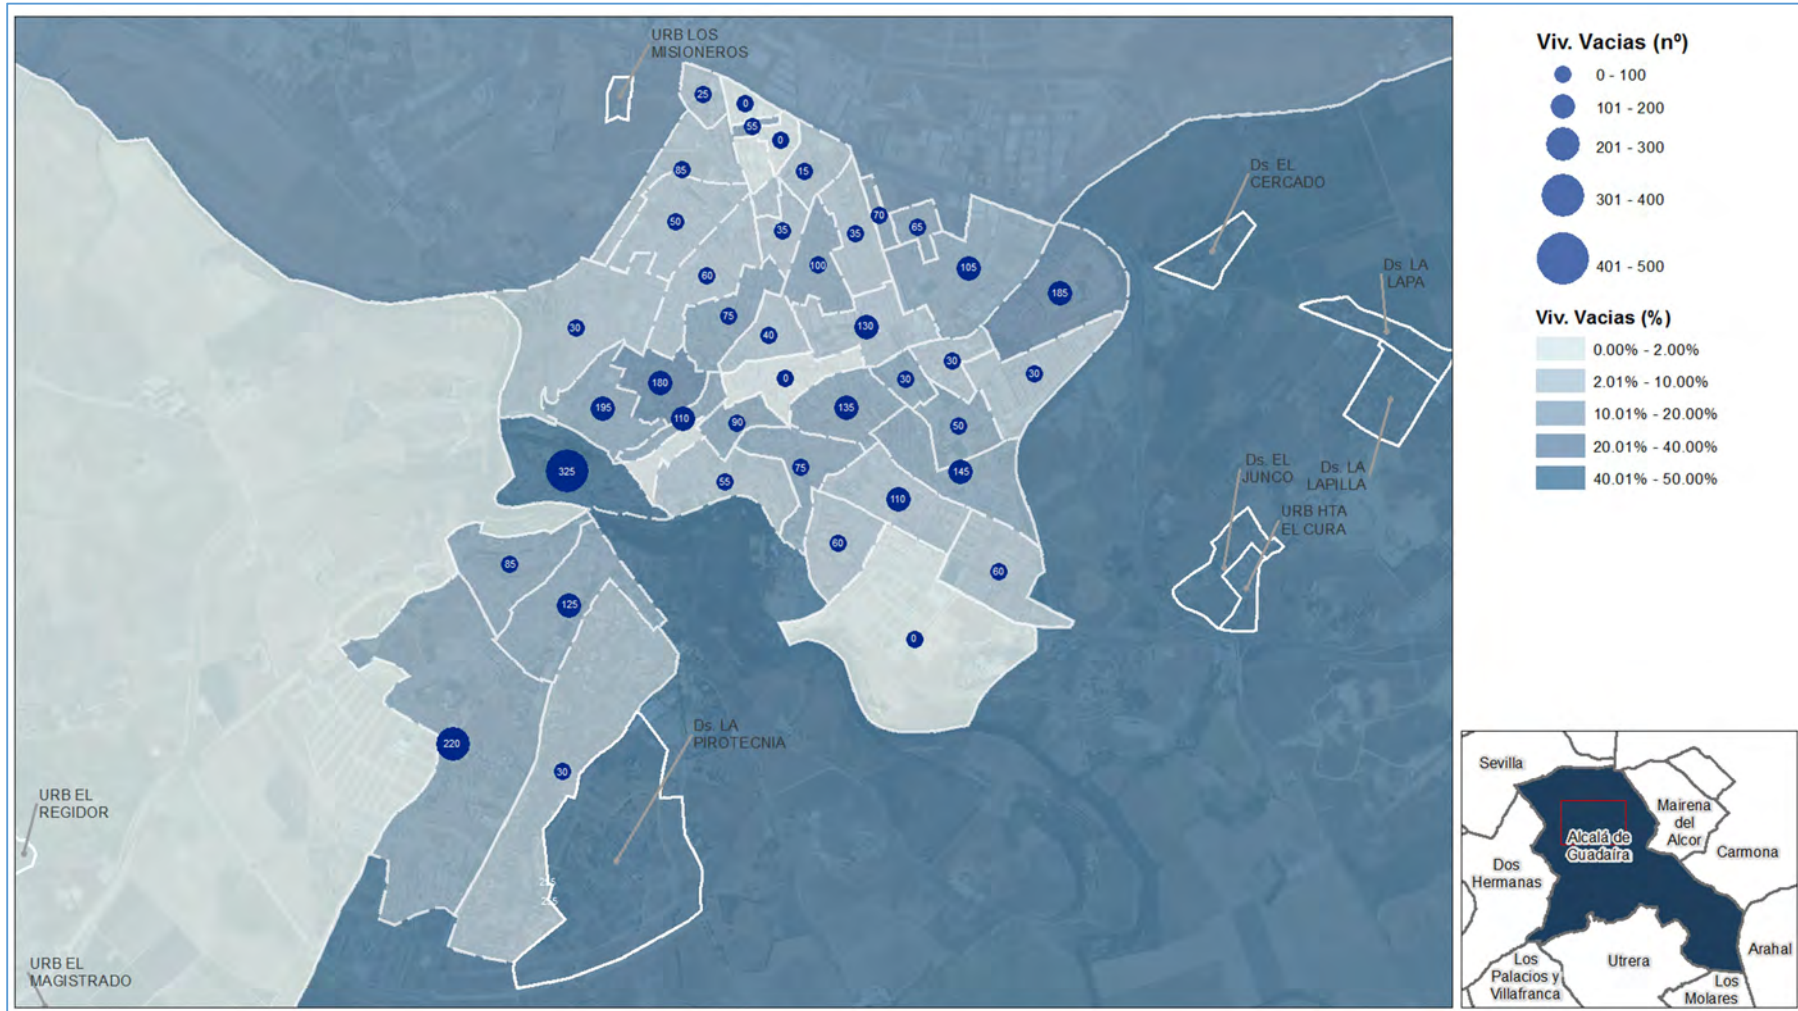 URB LOS
MISIONEROS
25
0
55
0
85
15
50
70
65
35
35
100
105
60
185
75
30
130
40
30
30
0
30
180
195
135
110
90
50
325
75
145
55
110
60
60
85
125
0
220
30
Ds. EL
CERCADO
Ds. LA
LAPA
Ds. EL
JUNCO
Ds. LA
LAPILLA
URB HTA
EL CURA
Ds. LA
PIROTECNIA
URB EL
REGIDOR
URB EL
MAGISTRADO
Viv. Vacias (nº)
0 - 100
101 - 200
201 - 300
301 - 400
401 - 500
Viv. Vacias (%)
0.00% - 2.00%
2.01% - 10.00%
10.01% - 20.00%
20.01% - 40.00%
40.01% - 50.00%
Sevilla
Mairena
del
Alcor
Alcalá de
Guadaíra
Carmona
Dos
Hermanas
Arahal
Utrera
Los
Palacios y
Villafranca
Los
Molares